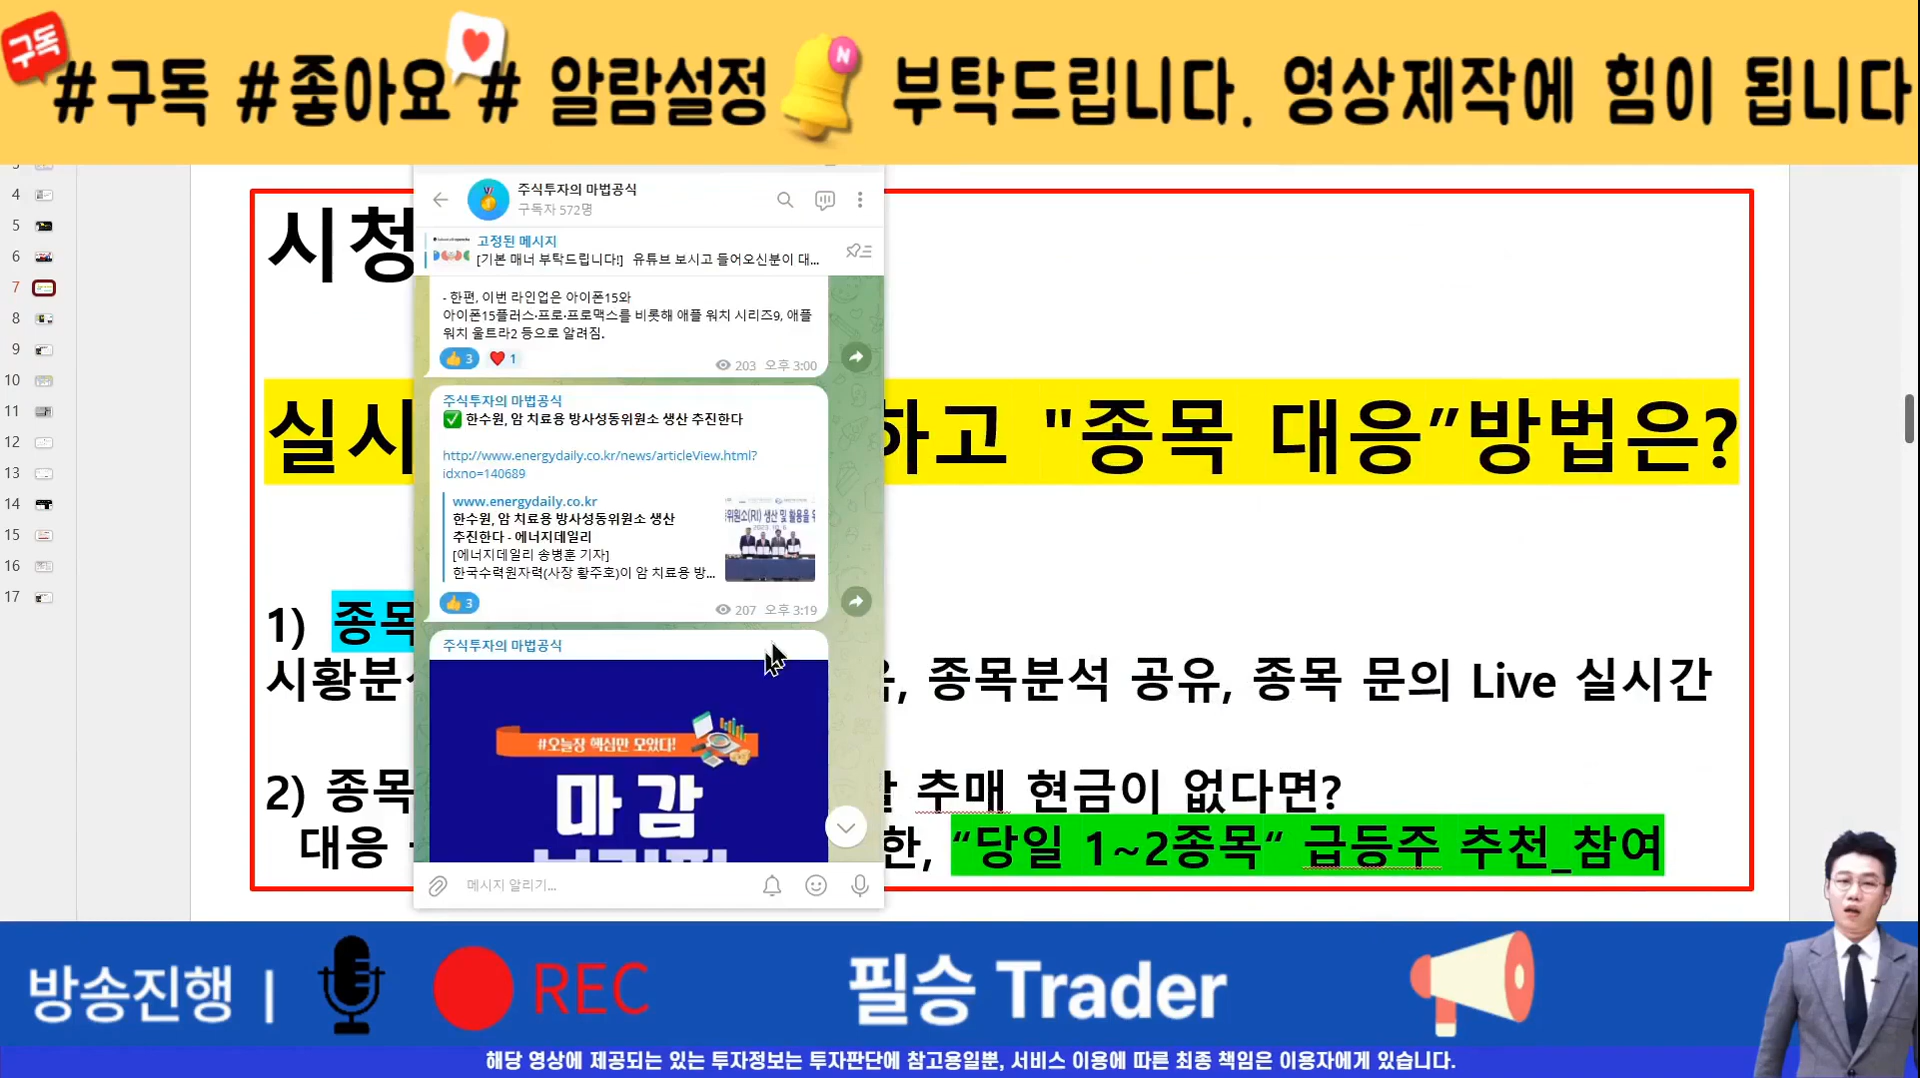 구독
#구독 #좋아요 # 알람설정 부탁드립니다. 영상제작에 힘이 됩니다
N
4
5
6
7
8
9
10
11
12
13
14
15
16
17
주식투자의 마법공식
구독자 572명
고정된 메시지
[기본 매너 부탁드립니다!] 유튜브 보시고 들어오신분이 대...
- 한편, 이번 라인업은 아이폰15와
아이폰15플러스·프로·프로맥스를 비롯해 애플 워치 시리즈9, 애플
워치 울트라2 등으로 알려짐.
3 1
203 오후 3:00
주식투자의 마법공식
한수원, 암 치료용 방사성동위원소 생산 추진한다
http://www.energydaily.co.kr/news/articleView.html?
idxno=140689
www.energydaily.co.kr
한수원, 암 치료용 방사성동위원소 생산
추진한다 - 에너지데일리
[에너지데일리 송병훈 기자]
한국수력원자력(사장 황주호)이 암 치료용 방...
위원소(RI) 생산 및 활용을
2023. 10. 6.
3
207 오후 3:19
주식투자의 마법공식
#오늘장 핵심만 모았다!
마감
메시지 알리기...
시청
실시 하고 "종목 대응”방법은?
1) 종목
시황분 , 종목분석 공유, 종목 문의 Live 실시간
2) 종목 추매 현금이 없다면?
대응 한, “당일 1~2종목“ 급등주 추천_참여
방송진행 |
REC
필승 Trader
해당 영상에 제공되는 있는 투자정보는 투자판단에 참고용일뿐, 서비스 이용에 따른 최종 책임은 이용자에게 있습니다.